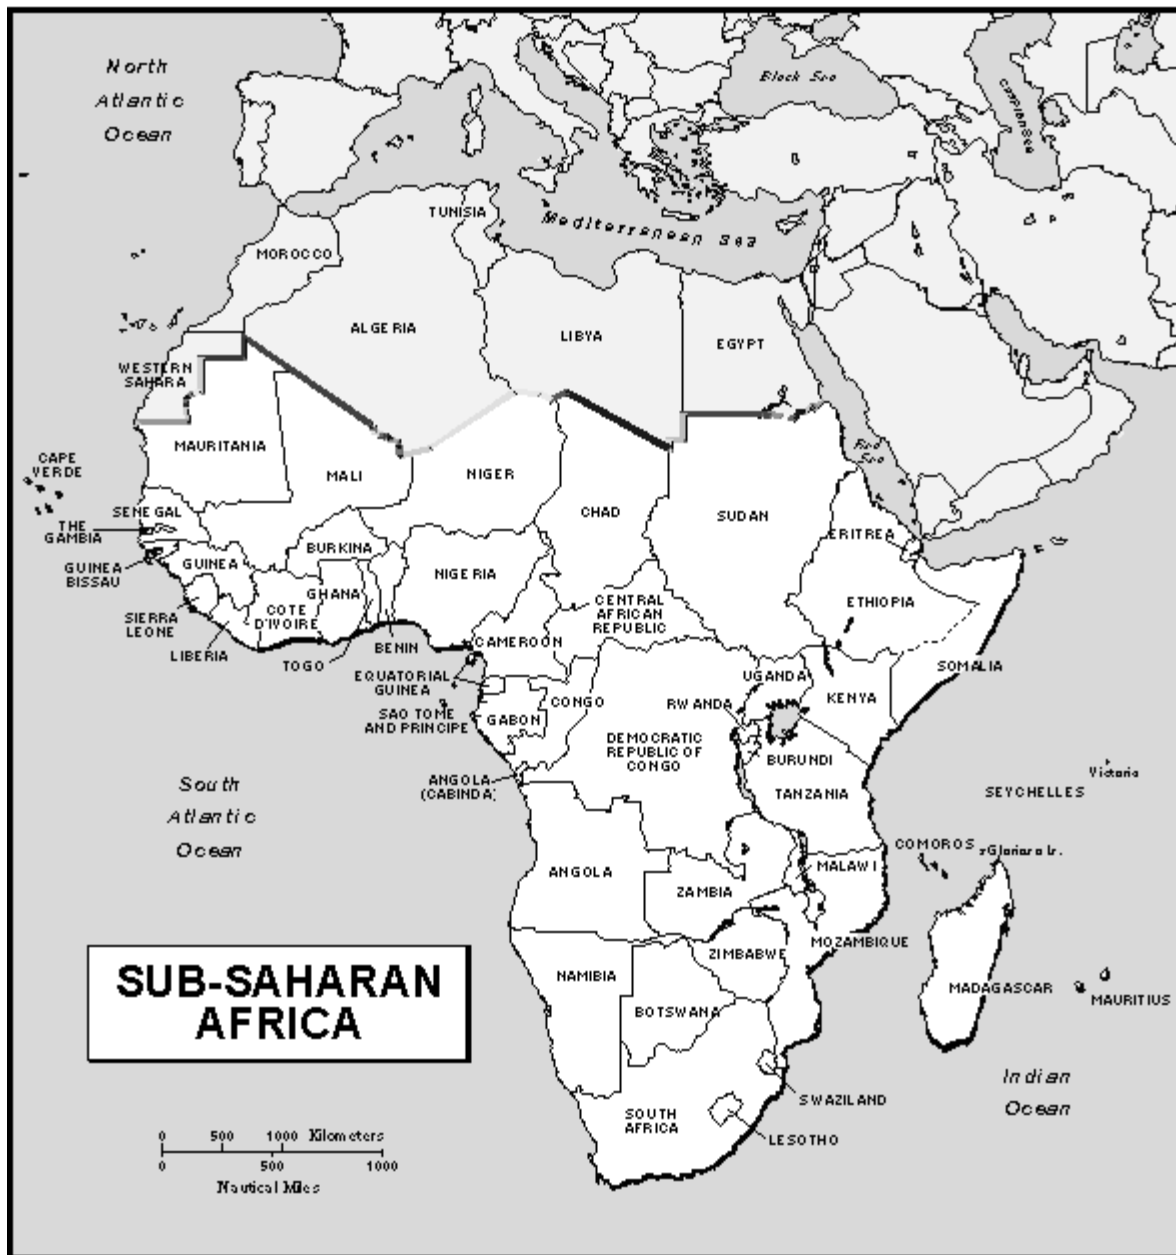 North
Atlantic
Ocean
Black Sea
Caspian Sea
TUNISIA
Mediterranean Sea
MOROCCO
ALGERIA
LIBYA
EGYPT
WESTERN
SAHARA
MAURITANIA
MALI
NIGER
CHAD
SUDAN
Red
Sea
CAPE
VERDE
SENEGAL
THE
GAMBIA
GUINEA
BISSAU
GUINEA
BURKINA
NIGERIA
ERITREA
ETHIOPIA
SIERRA
LEONE
LIBERIA
COTE
D'IVOIRE
GHANA
TOGO
BENIN
CENTRAL
AFRICAN
REPUBLIC
CAMEROON
EQUATORIAL
GUINEA
SAO TOME
AND PRINCIPE
GABON
CONGO
UGANDA
RWANDA
KENYA
SOMALIA
DEMOCRATIC
REPUBLIC OF
CONGO
BURUNDI
TANZANIA
ANGOLA
(CABINDA)
Victoria
SEYCHELLES
South
Atlantic
Ocean
COMOROS
MALAWI
ANGOLA
ZAMBIA
MOZAMBIQUE
ZIMBABWE
NAMIBIA
BOTSWANA
MADAGASCAR
MAURITIUS
SUB-SAHARAN
AFRICA
Indian
Ocean
SWAZILAND
SOUTH
AFRICA
LESOTHO
0 500 1000 Kilometers
0 500 1000
Nautical Miles